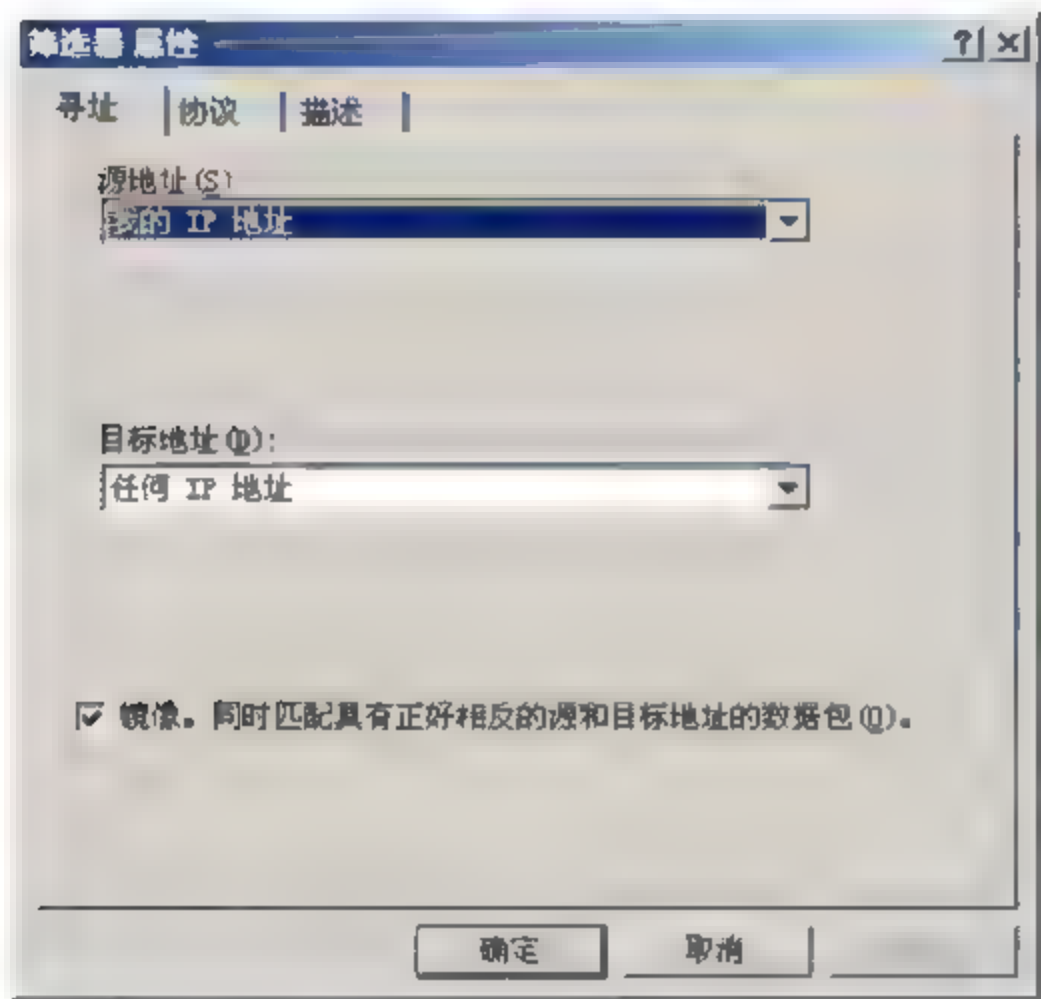 筛选器 属性
寻址 协议 描述
源地址(S)
我的 IP 地址
目标地址(D):
任何 IP 地址
镜像。同时匹配具有正好相反的源和目标地址的数据包(O)。
确定 取消